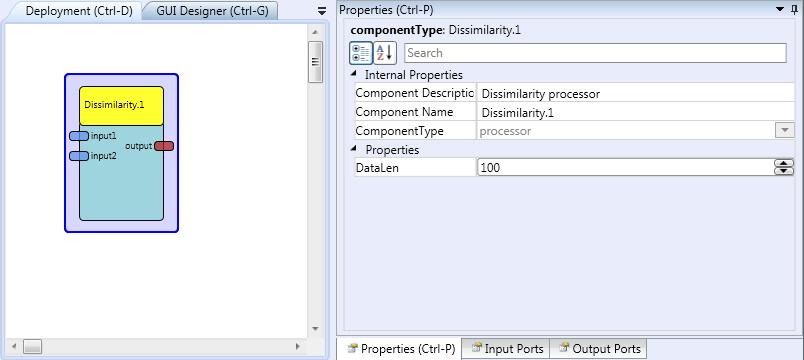 Deployment (Ctrl-D)
GUI Designer (Ctrl-G)
Dissimilarity.1
input1
output
input2
Properties (Ctrl-P)
componentType: Dissimilarity.1
A
Z
Search
Internal Properties
Component Descriptio
Dissimilarity processor
Component Name
Dissimilarity.1
ComponentType
processor
Properties
DataLen
100
Properties (Ctrl-P)
Input Ports
Output Ports